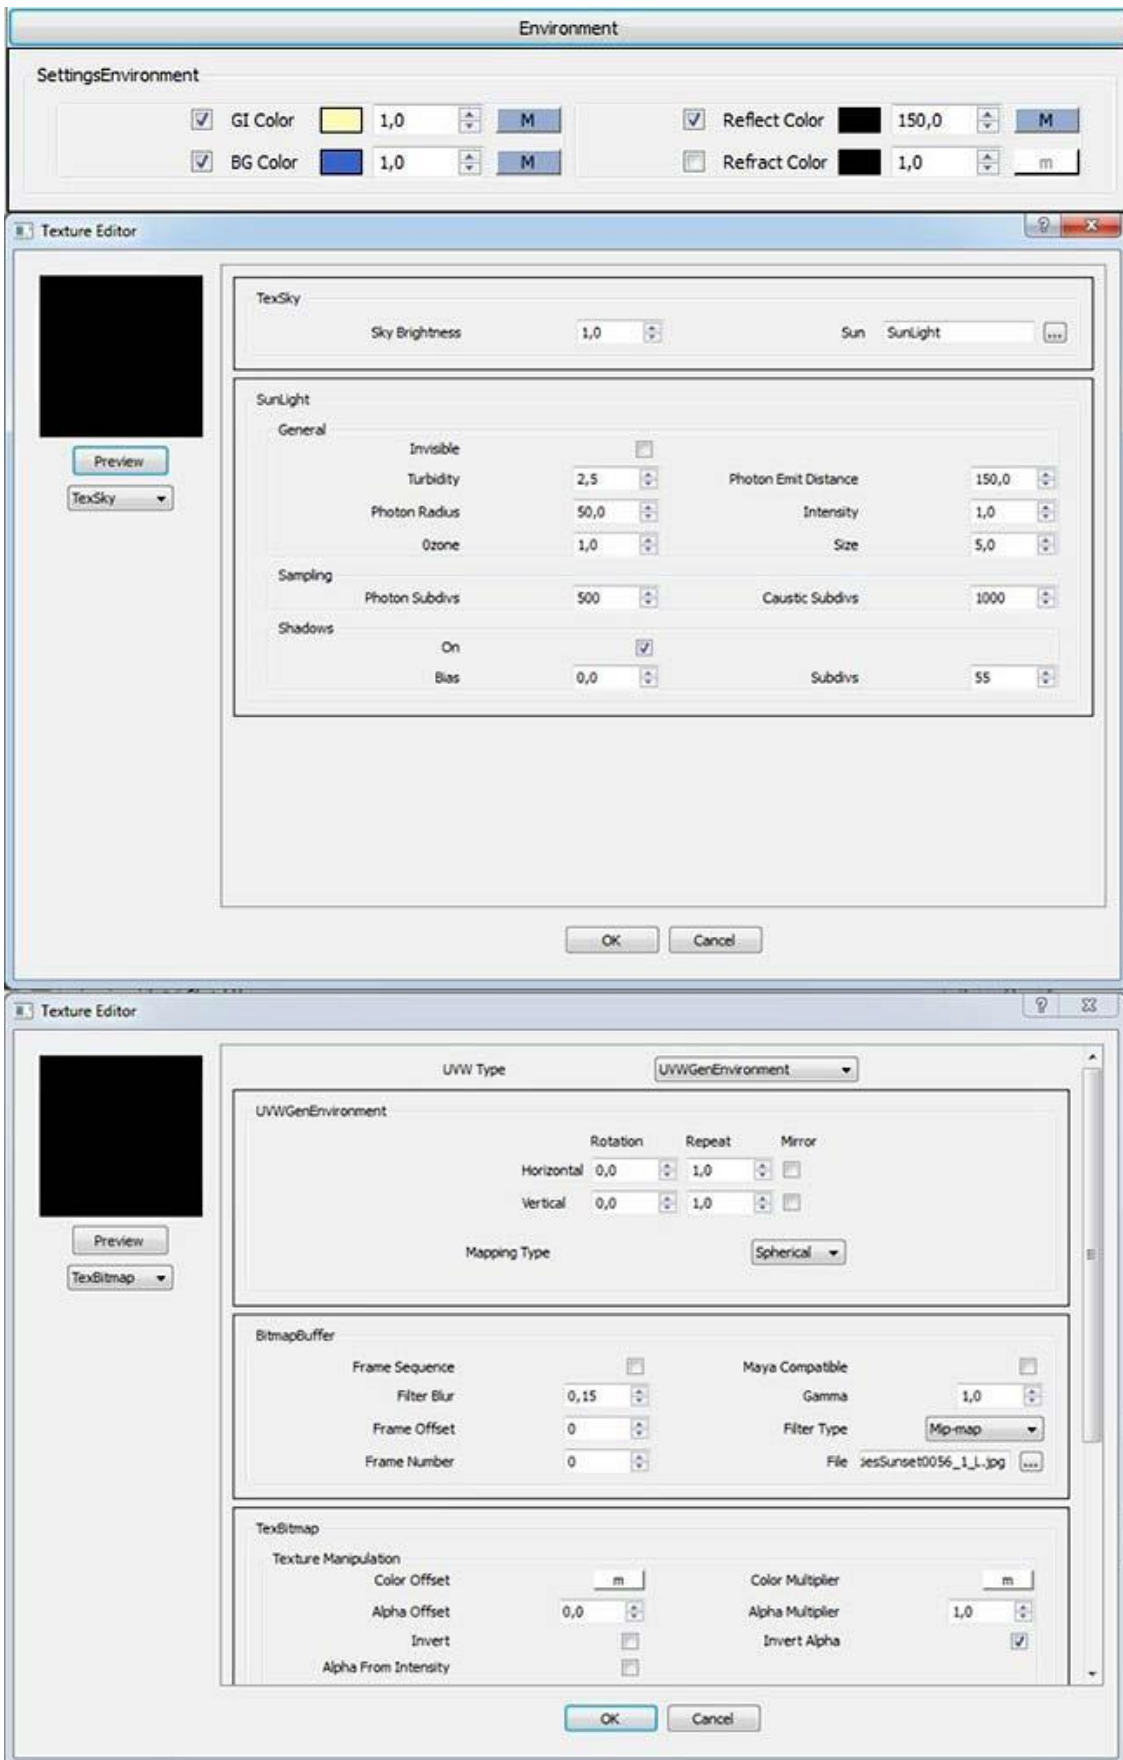 Environment
SettingsEnvironment
GI Color 1,0 M Reflect Color 150,0 M
BG Color 1,0 M Refract Color 1,0 m
Texture Editor
TexSky
Sky Brightness 1,0 Sun SunLight ...
SunLight
General
Invisible
Preview
Turbidity 2,5 Photon Emit Distance 150,0
TexSky
Photon Radius 50,0 Intensity 1,0
Ozone 1,0 Size 5,0
Sampling
Photon Subdivs 500 Caustic Subdivs 1000
Shadows
On
Bias 0,0 Subdivs 55
OK Cancel
Texture Editor
UVW Type UVWGenEnvironment
UVWGenEnvironment
Rotation Repeat Mirror
Horizontal 0,0 1,0
Vertical 0,0 1,0
Preview
Mapping Type Spherical
TexBitmap
BitmapBuffer
Frame Sequence Maya Compatible
Filter Blur 0,15 Gamma 1,0
Frame Offset 0 Filter Type Mip-map
Frame Number 0 File sesSunset0056_1_L.jpg ...
TexBitmap
Texture Manipulation
Color Offset m Color Multiplier m
Alpha Offset 0,0 Alpha Multiplier 1,0
Invert Invert Alpha
Alpha From Intensity
OK Cancel